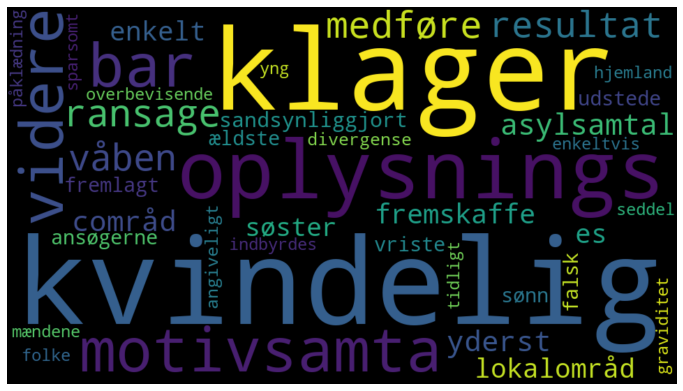 påklædning
sparsomt
videre
enkelt
bar
overbevisende
ransage
klager
yng
medføre
resultat
hjemland
udstede
sandsynliggjort
ældste
divergense
asylsamtal
enkeltvis
våben
fremlagt
oplysnings
seddel
cområd
ansøgerne
angiveligt
søster
indbyrdes
fremskaffe
vriste
es
kvindelig
tidligt
sønn
falsk
graviditet
mændene
folke
motivsamta
yderst
lokalområd